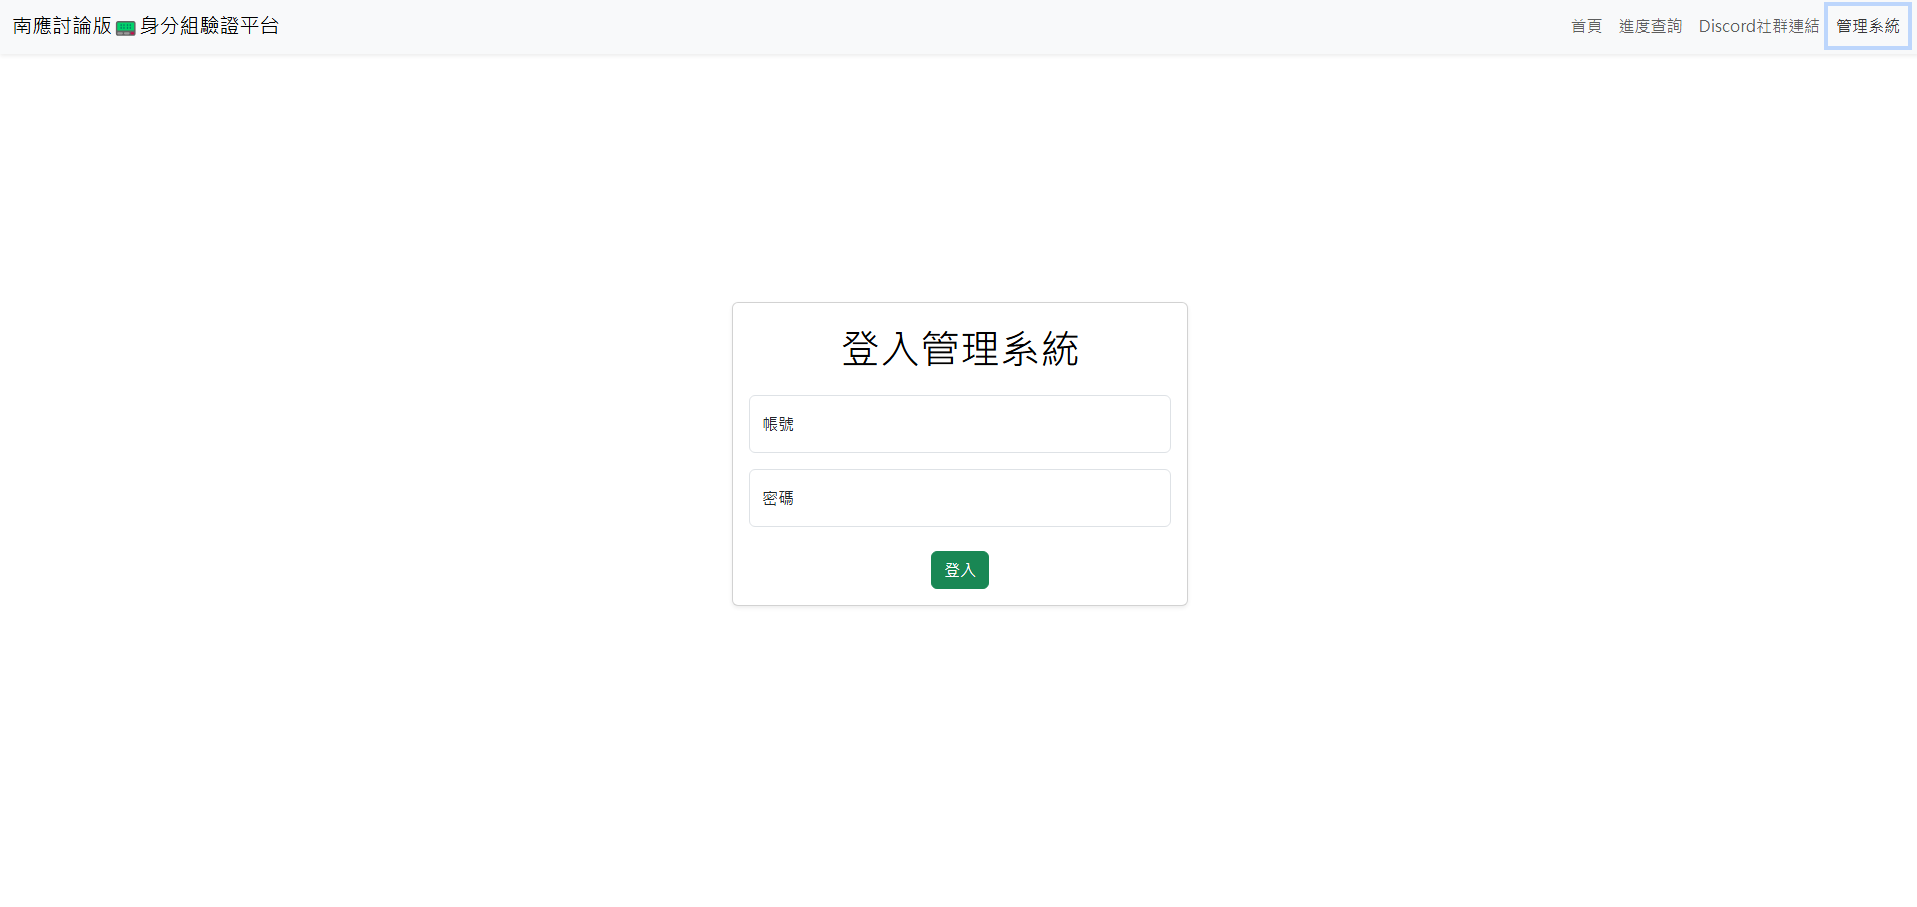 南應討論版📟身分組驗證平台
首頁 進度查詢 Discord社群連結 管理系統
登入管理系統
帳號
密碼
登入